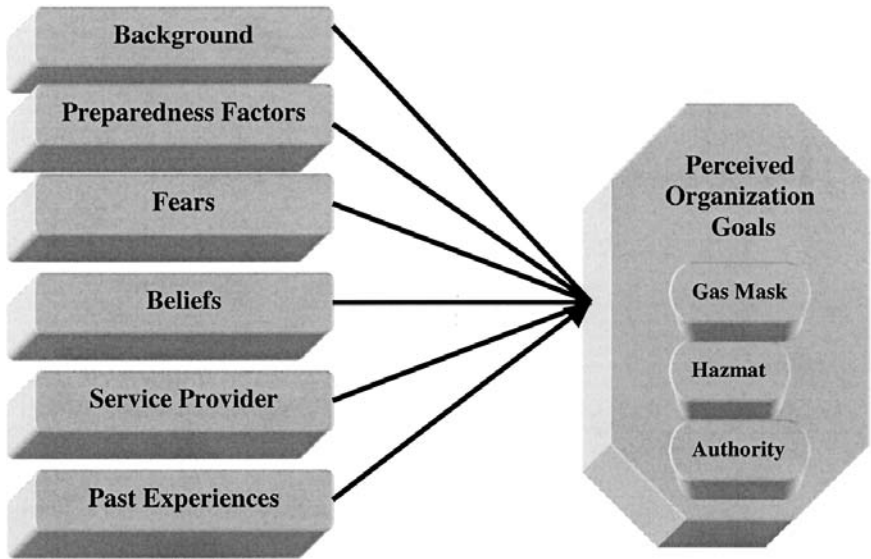 Background
Preparedness Factors
Fears
Beliefs
Service Provider
Past Experiences
Perceived
Organization
Goals
Gas Mask
Hazmat
Authority